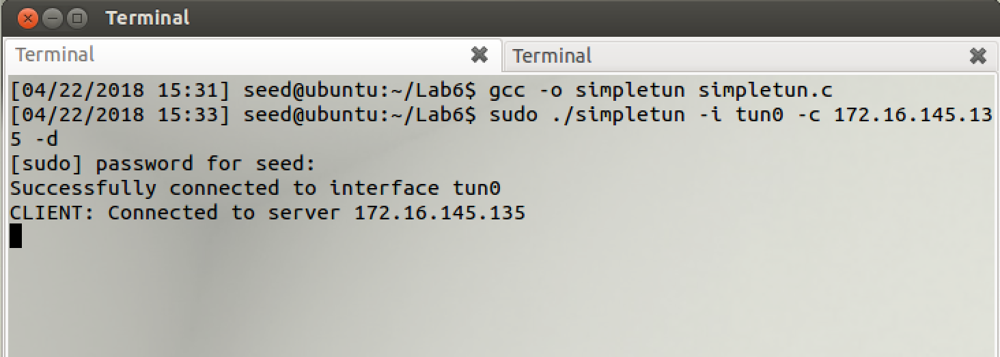 Terminal
Terminal
Terminal
[04/22/2018 15:31] seed@ubuntu:~/Lab6$ gcc -o simpletun simpletun.c
[04/22/2018 15:33] seed@ubuntu:~/Lab6$ sudo ./simpletun -i tun0 -c 172.16.145.13
5 -d
[sudo] password for seed:
Successfully connected to interface tun0
CLIENT: Connected to server 172.16.145.135